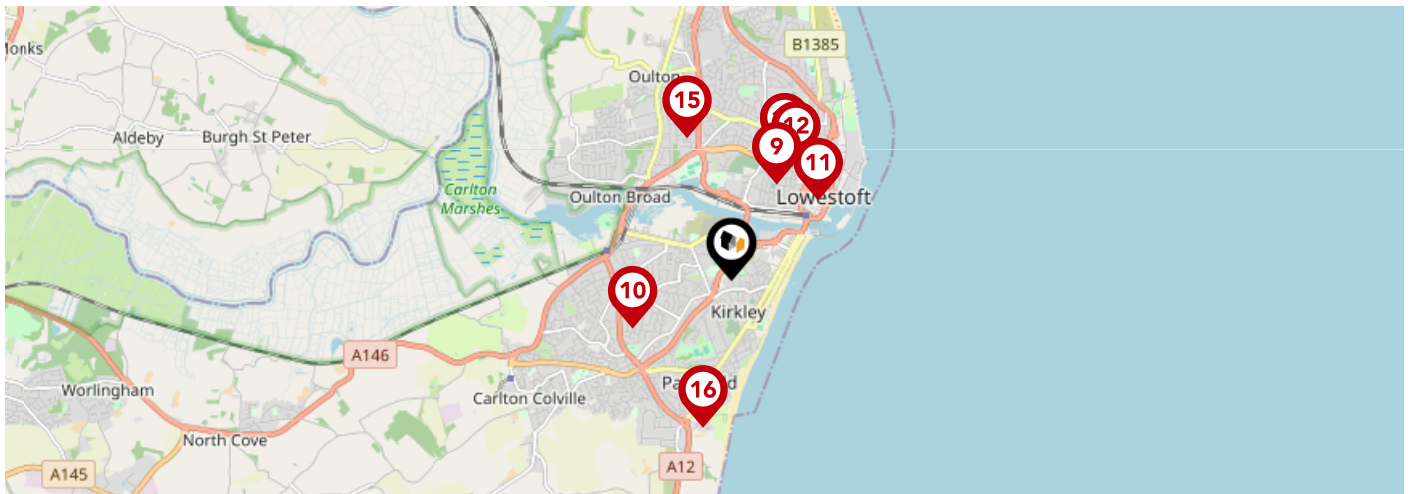 Monks
Oulton
B1385
15
12
Aldeby
Burgh St Peter
9
11
Carlton
Marshes
Oulton Broad
Lowestoft
10
Kirkley
A146
Worlingham
16
Carlton Colville
North Cove
A12
A145